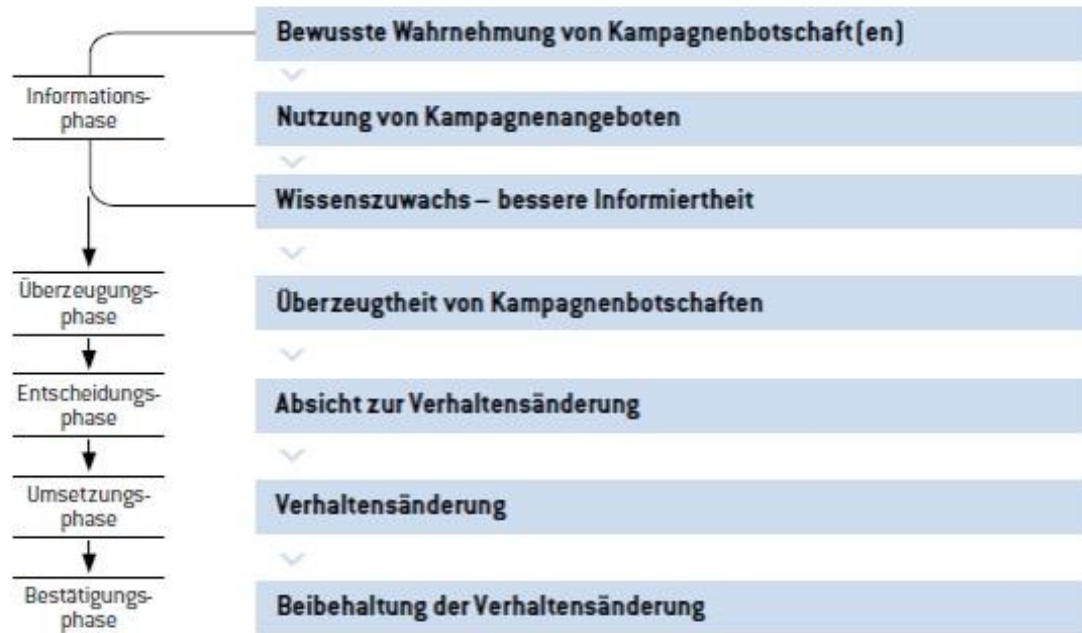 Bewusste Wahrnehmung von Kampagnenbotschaft(en)
Informations-
phase
Nutzung von Kampagnenangeboten
Wissenszuwachs – bessere Informiertheit
Überzeugungs-
phase
Überzeugtheit von Kampagnenbotschaften
Entscheidungs-
phase
Absicht zur Verhaltensänderung
Umsetzungs-
phase
Verhaltensänderung
Bestätigungs-
phase
Beibehaltung der Verhaltensänderung